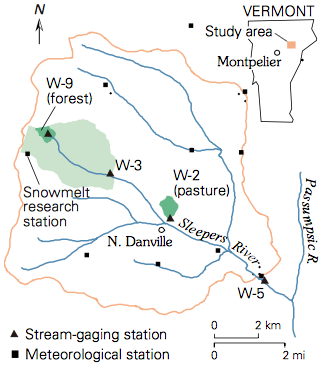 VERMONT
Study area
Montpelier
N
W-9
(forest)
W-3
W-2
(pasture)
Snowmelt
research
station
N. Danville
Sleepers River
Passumpsic R.
W-5
Stream-gaging station
Meteorological station
0 2 km
0 2 mi